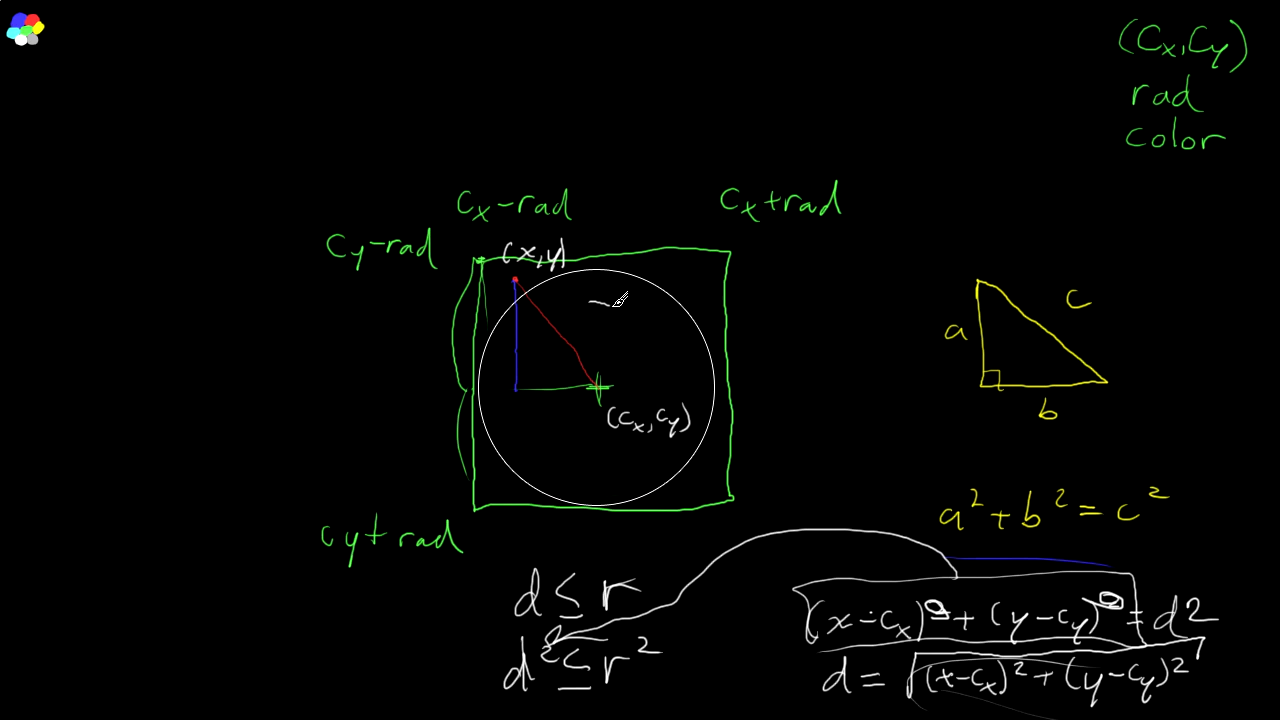 (Cx, Cy)
rad
color
Cx-rad
Cx+rad
Cy-rad
(x,y)
c
a
b
(Cx, Cy)
a²+b²=c²
cy+rad
d≤r
d²≤r²
(x-Cx)²+(y-Cy)²=d2
d=√(x-Cx)²+(y-Cy)²